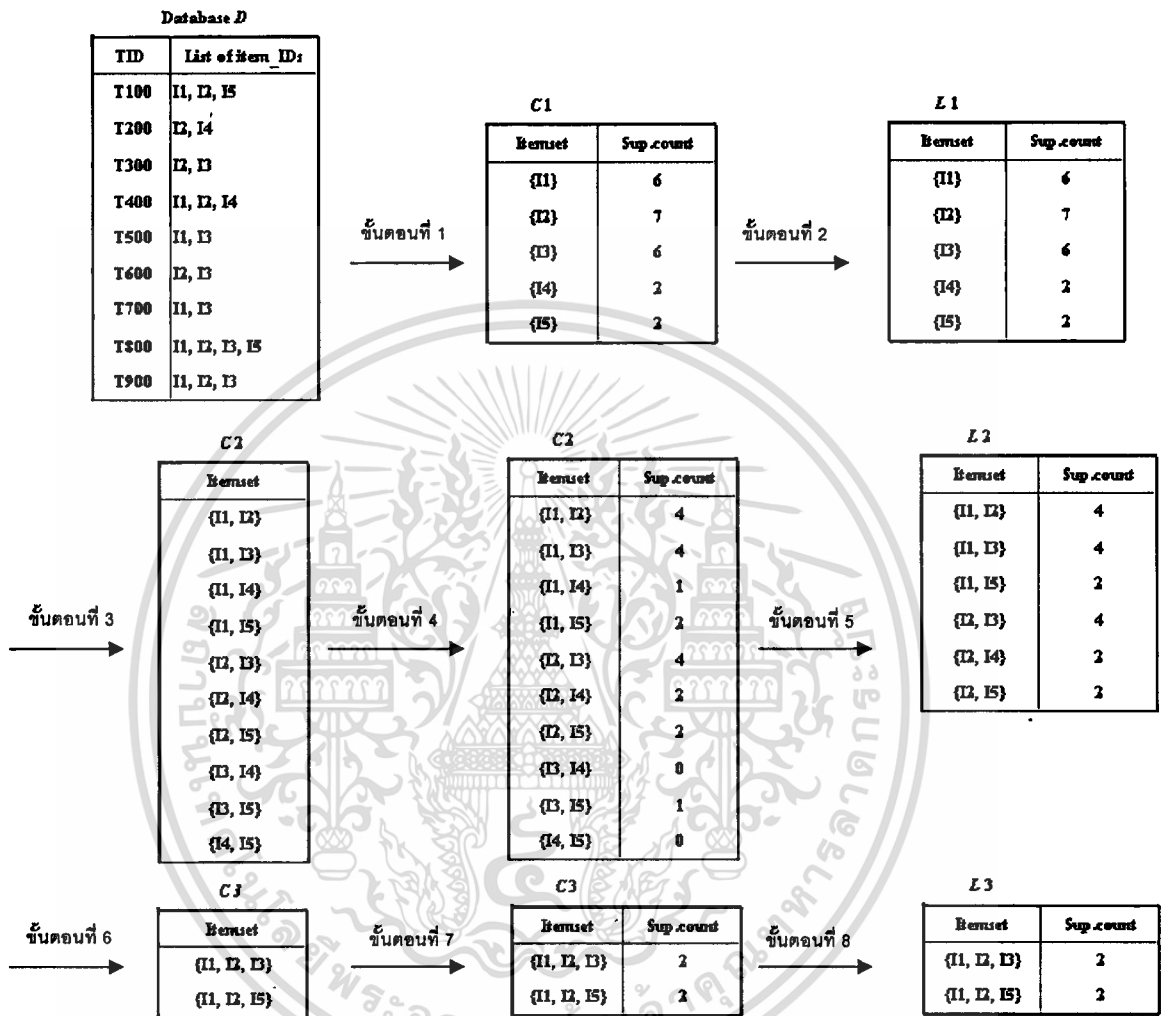 Database D
TID List of item_IDs
T100 I1, I2, I5
T200 I2, I4
T300 I2, I3
T400 I1, I2, I4
T500 I1, I3
T600 I2, I3
T700 I1, I3
T800 I1, I2, I3, I5
T900 I1, I2, I3
ขั้นตอนที่ 1
C1
Itemset Sup.count
{I1} 6
{I2} 7
{I3} 6
{I4} 2
{I5} 2
ขั้นตอนที่ 2
L1
Itemset Sup.count
{I1} 6
{I2} 7
{I3} 6
{I4} 2
{I5} 2
ขั้นตอนที่ 3
C2
Itemset
{I1, I2}
{I1, I3}
{I1, I4}
{I1, I5}
{I2, I3}
{I2, I4}
{I2, I5}
{I3, I4}
{I3, I5}
{I4, I5}
ขั้นตอนที่ 4
C2
Itemset Sup.count
{I1, I2} 4
{I1, I3} 4
{I1, I4} 1
{I1, I5} 2
{I2, I3} 4
{I2, I4} 2
{I2, I5} 2
{I3, I4} 0
{I3, I5} 1
{I4, I5} 0
ขั้นตอนที่ 5
L2
Itemset Sup.count
{I1, I2} 4
{I1, I3} 4
{I1, I5} 2
{I2, I3} 4
{I2, I4} 2
{I2, I5} 2
ขั้นตอนที่ 6
C3
Itemset
{I1, I2, I3}
{I1, I2, I5}
ขั้นตอนที่ 7
C3
Itemset Sup.count
{I1, I2, I3} 2
{I1, I2, I5} 2
ขั้นตอนที่ 8
L3
Itemset Sup.count
{I1, I2, I3} 2
{I1, I2, I5} 2